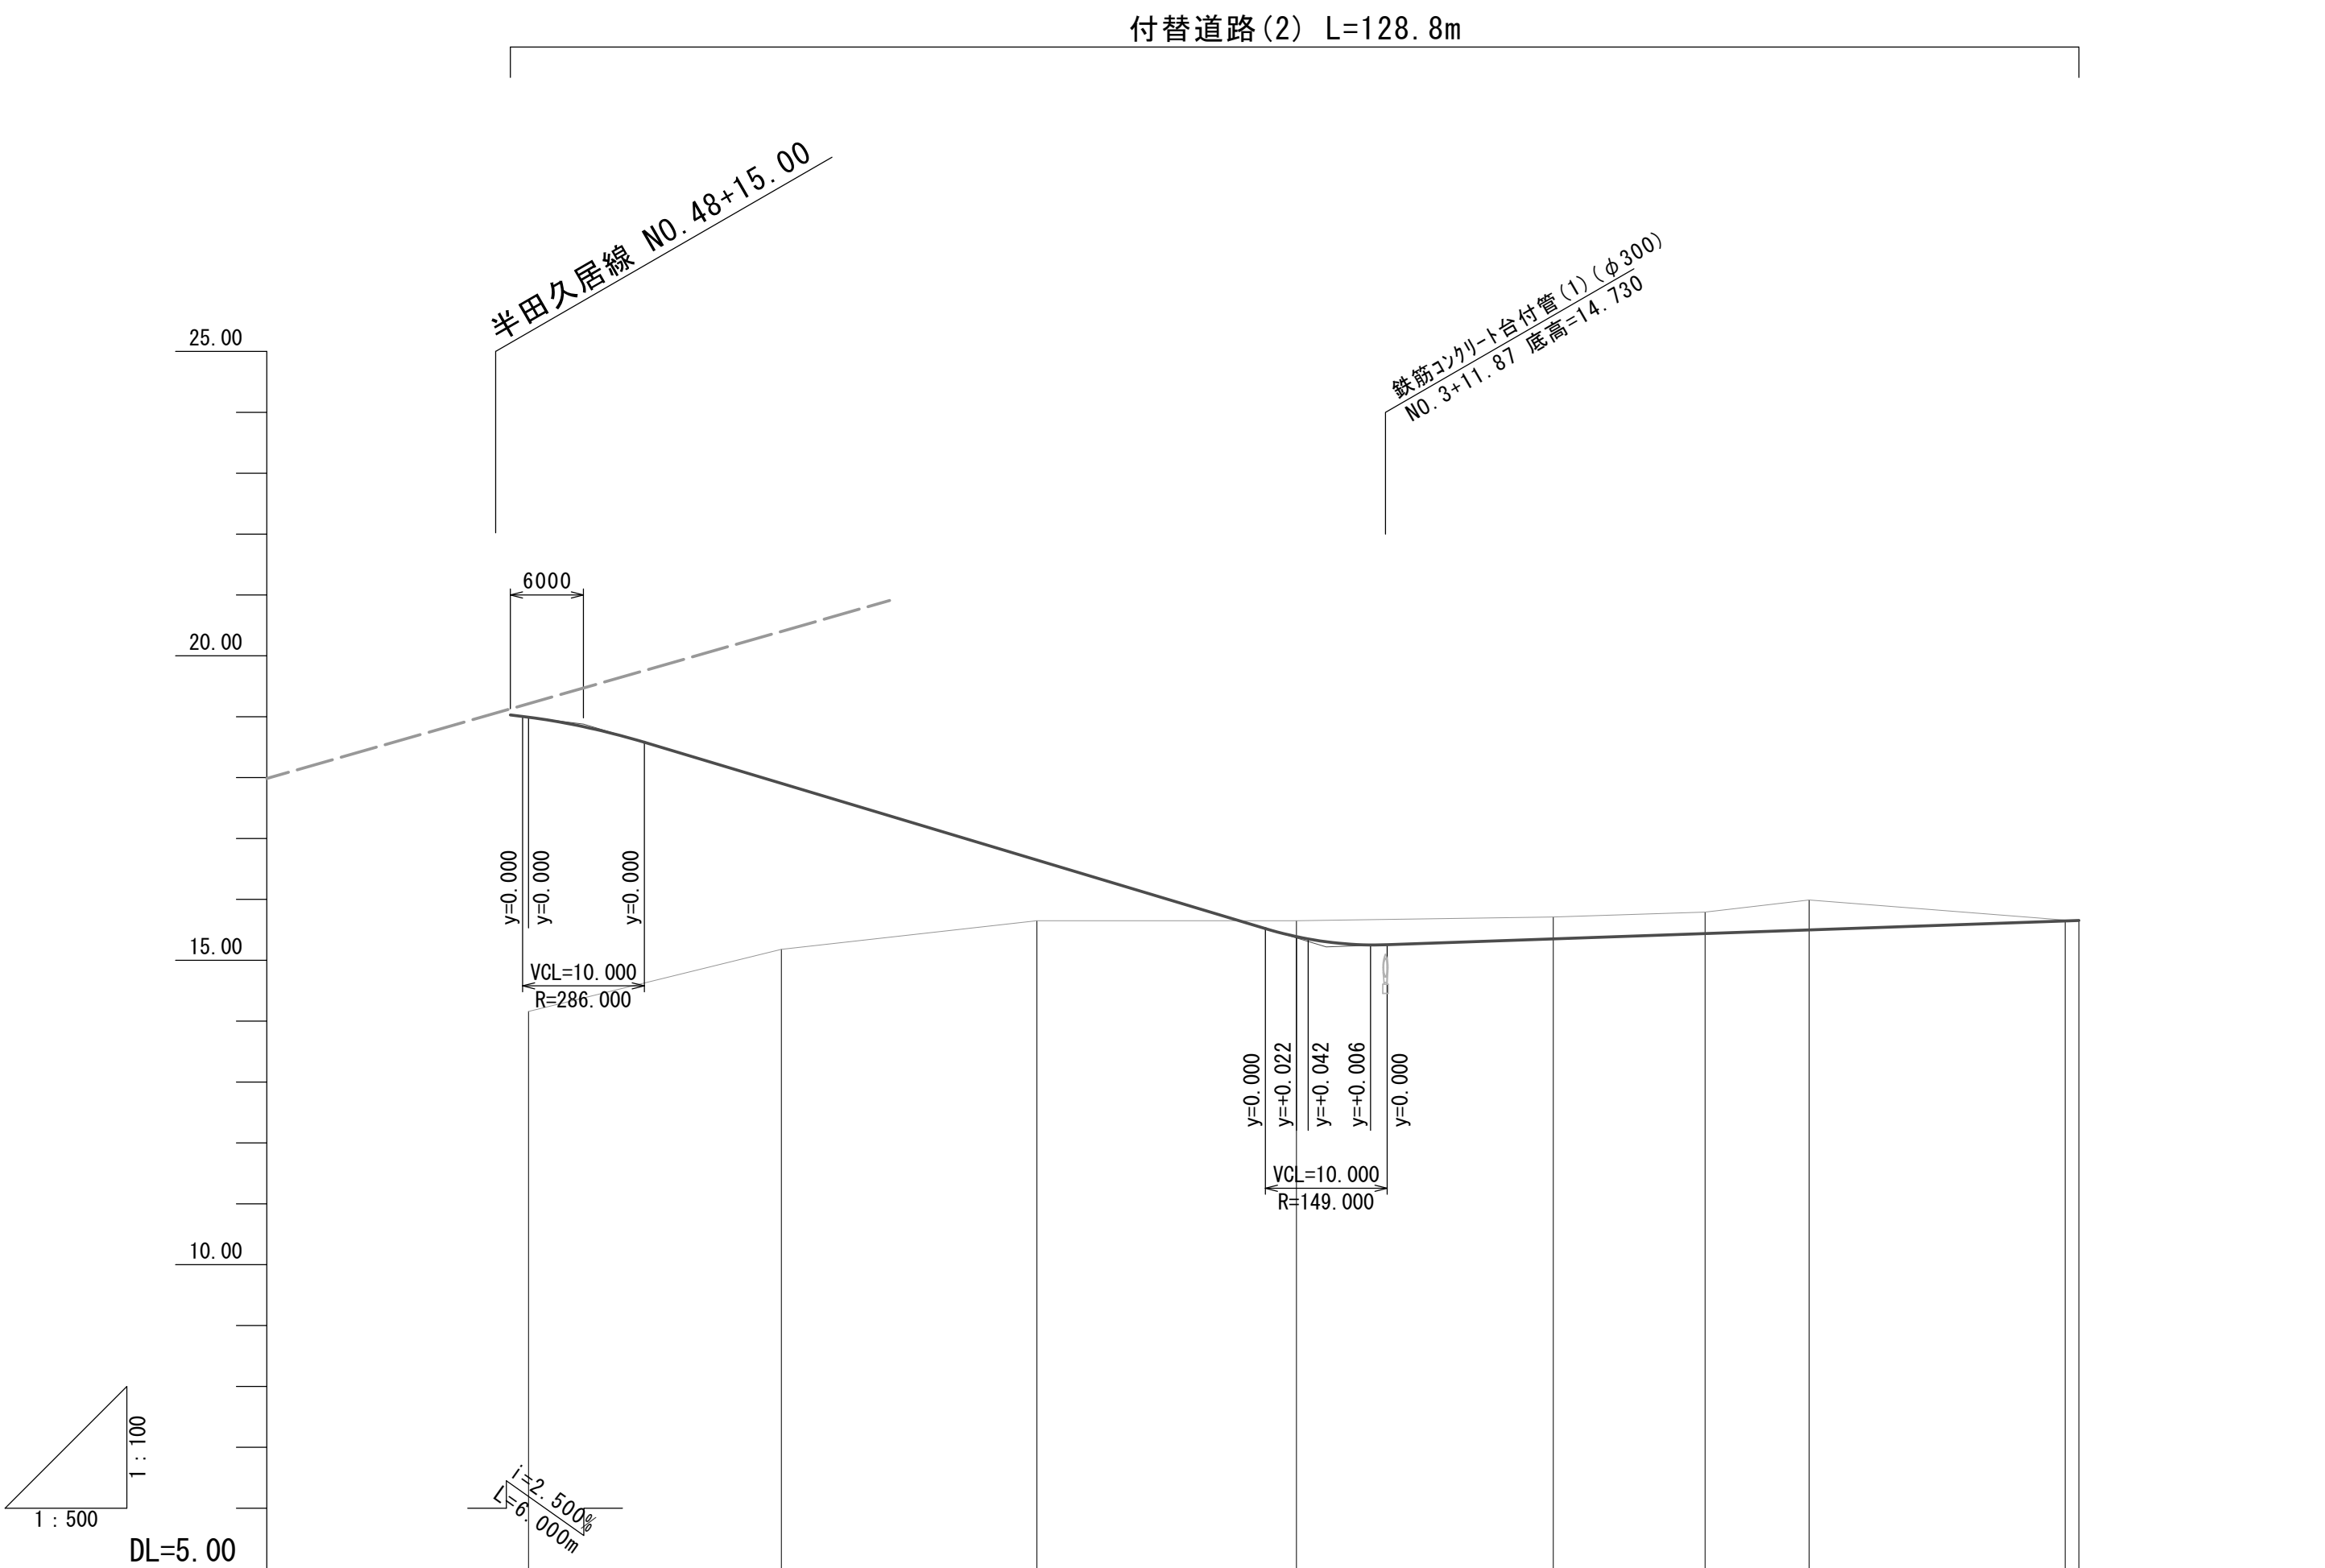 付替道路(2) L=128.8m
半田久居線 NO.48+15.00
鉄筋ｺﾝｸﾘｰﾄ台付管(1)(φ300)
NO.3+11.87 底高=14.730
25.00
6000
20.00
y=0.000
y=0.000
y=0.000
15.00
VCL=10.000
R=286.000
y=0.000
y=+0.022
y=+0.042
y=+0.006
y=0.000
VCL=10.000
R=149.000
10.00
1:100
1:500
i=2.500%
L=6.000m
DL=5.00